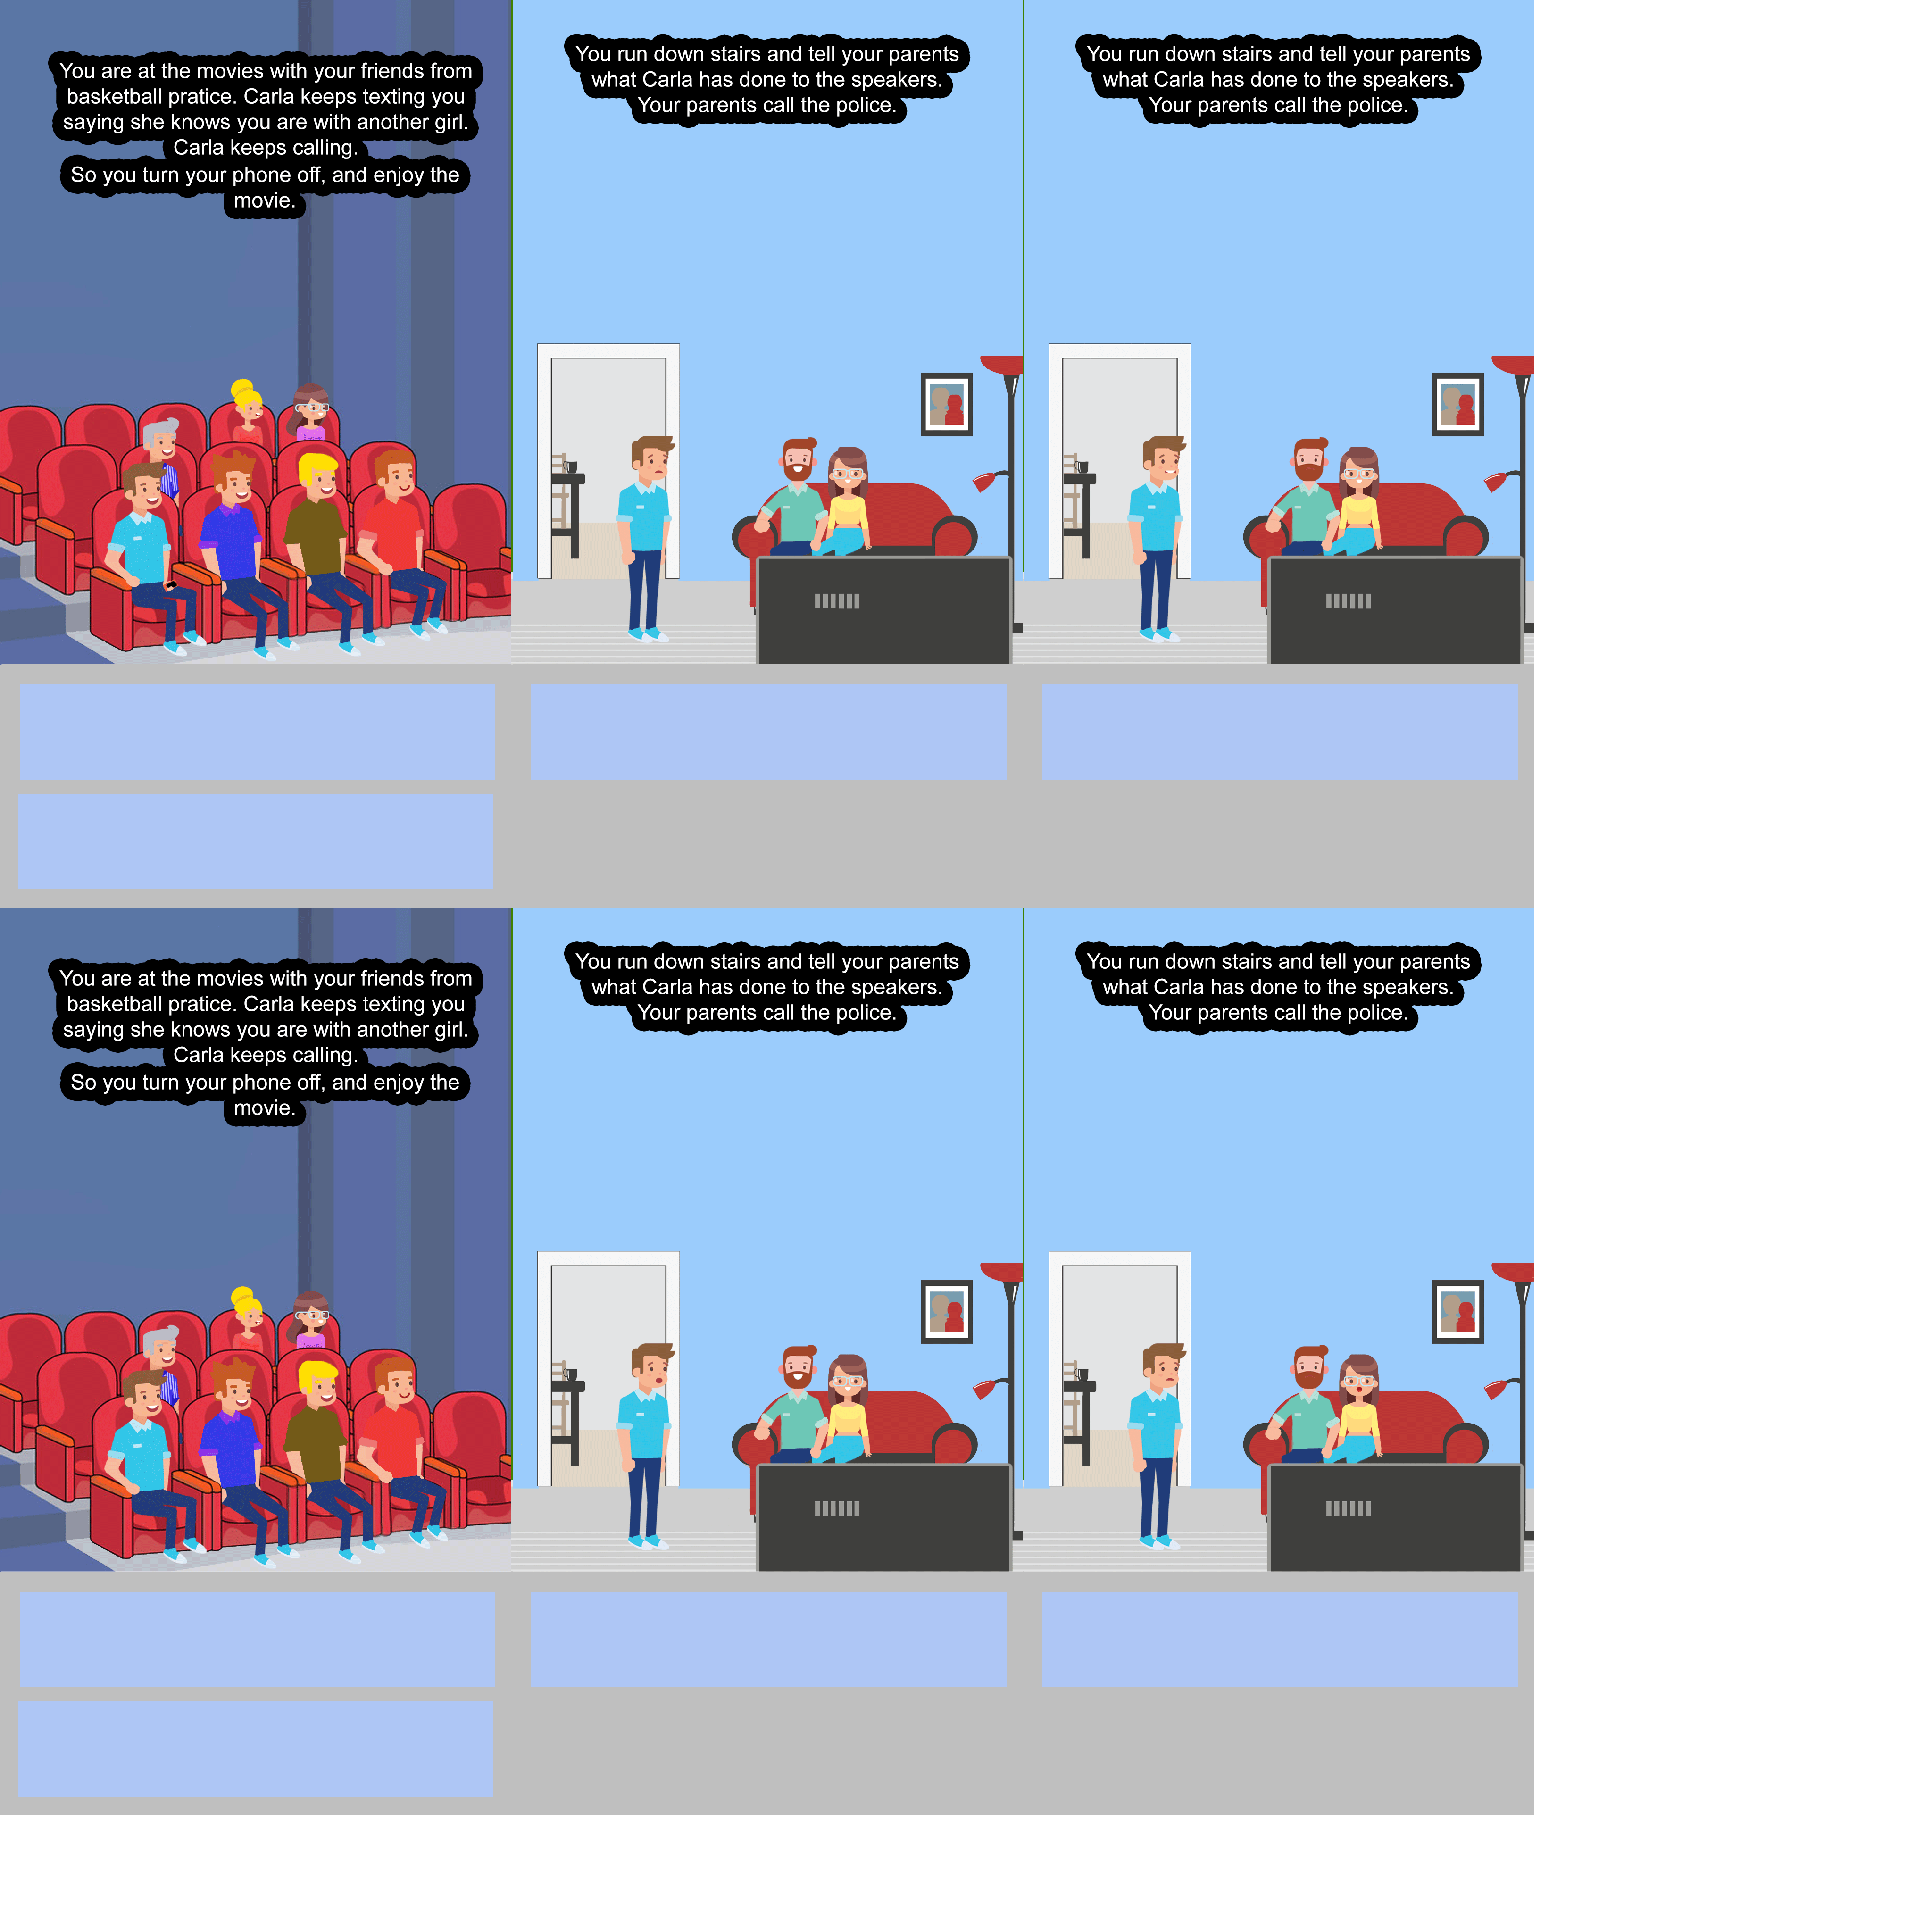 You are at the movies with your friends from
basketball pratice. Carla keeps texting you
saying she knows you are with another girl.
Carla keeps calling.
So you turn your phone off, and enjoy the
movie.
You run down stairs and tell your parents
what Carla has done to the speakers.
Your parents call the police.
You run down stairs and tell your parents
what Carla has done to the speakers.
Your parents call the police.
You are at the movies with your friends from
basketball pratice. Carla keeps texting you
saying she knows you are with another girl.
Carla keeps calling.
So you turn your phone off, and enjoy the
movie.
You run down stairs and tell your parents
what Carla has done to the speakers.
Your parents call the police.
You run down stairs and tell your parents
what Carla has done to the speakers.
Your parents call the police.